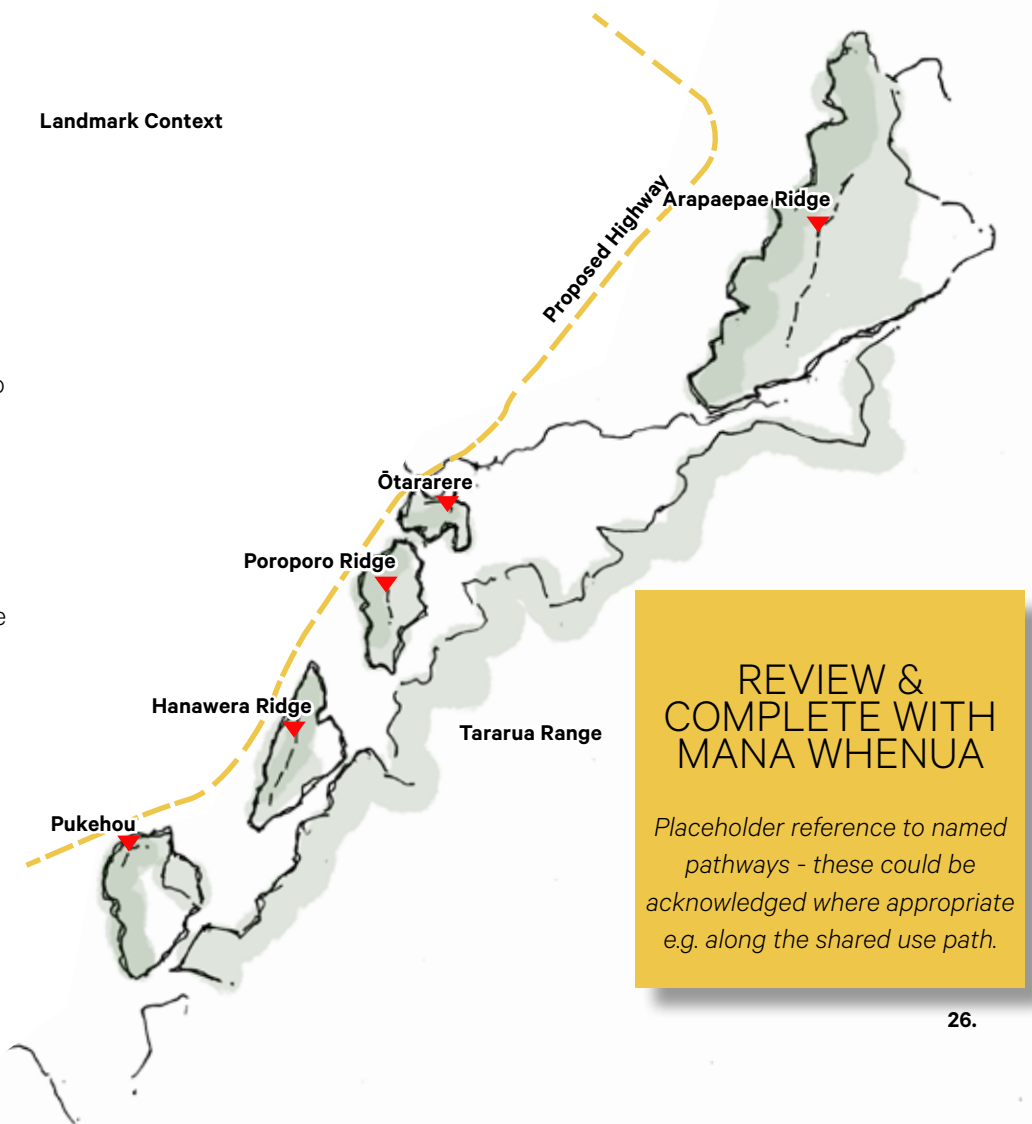 Landmark Context
Proposed Highway
Arapaepae Ridge
Ōtararere
Poroporo Ridge
Hanawera Ridge
Tararua Range
Pukehou
REVIEW &
COMPLETE WITH
MANA WHENUA
Placeholder reference to named
pathways - these could be
acknowledged where appropriate
e.g. along the shared use path.
26.